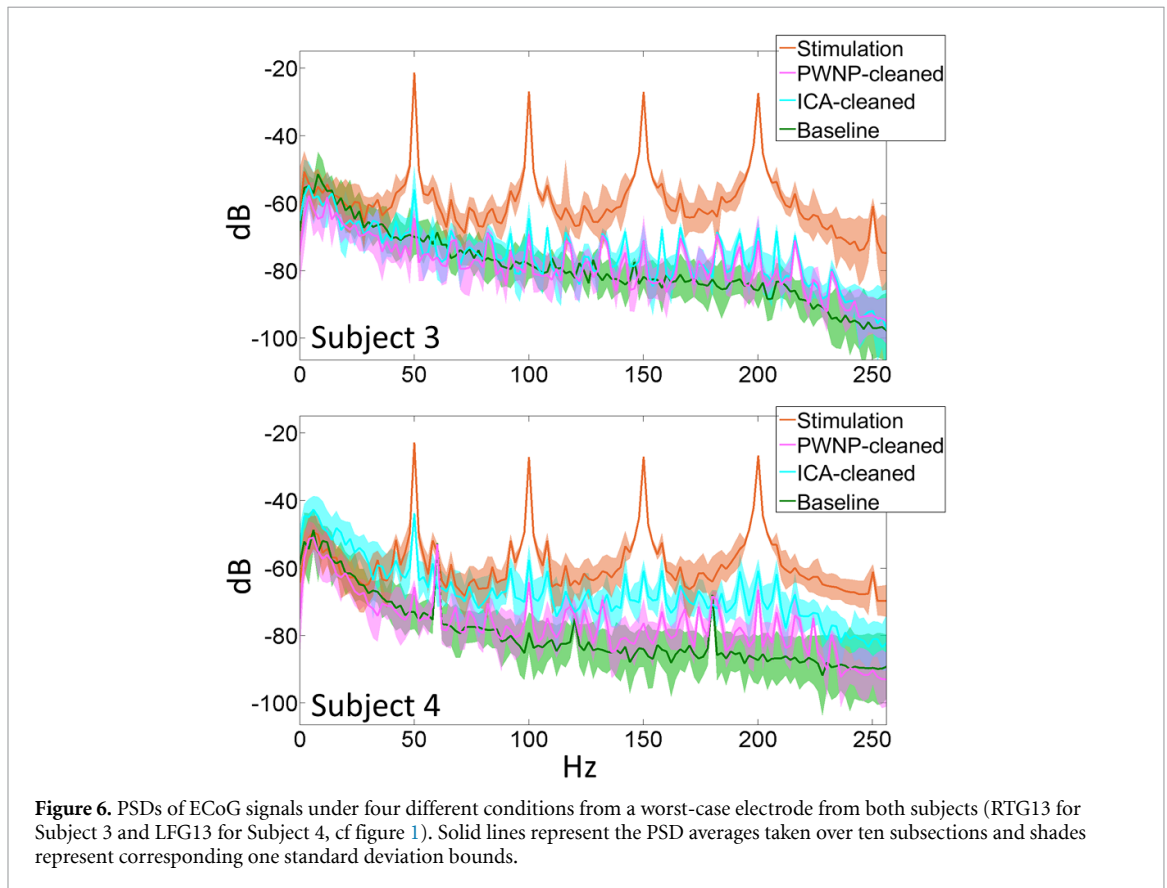 Stimulation
PWNP-cleaned
ICA-cleaned
Baseline
-20
-40
-60
-80
-100
dB
Subject 3
0 50 100 150 200 250
Stimulation
PWNP-cleaned
ICA-cleaned
Baseline
-20
-40
-60
-80
-100
dB
Subject 4
0 50 100 150 200 250
Hz
Figure 6. PSDs of ECoG signals under four different conditions from a worst-case electrode from both subjects (RTG13 for
Subject 3 and LFG13 for Subject 4, cf figure 1). Solid lines represent the PSD averages taken over ten subsections and shades
represent corresponding one standard deviation bounds.